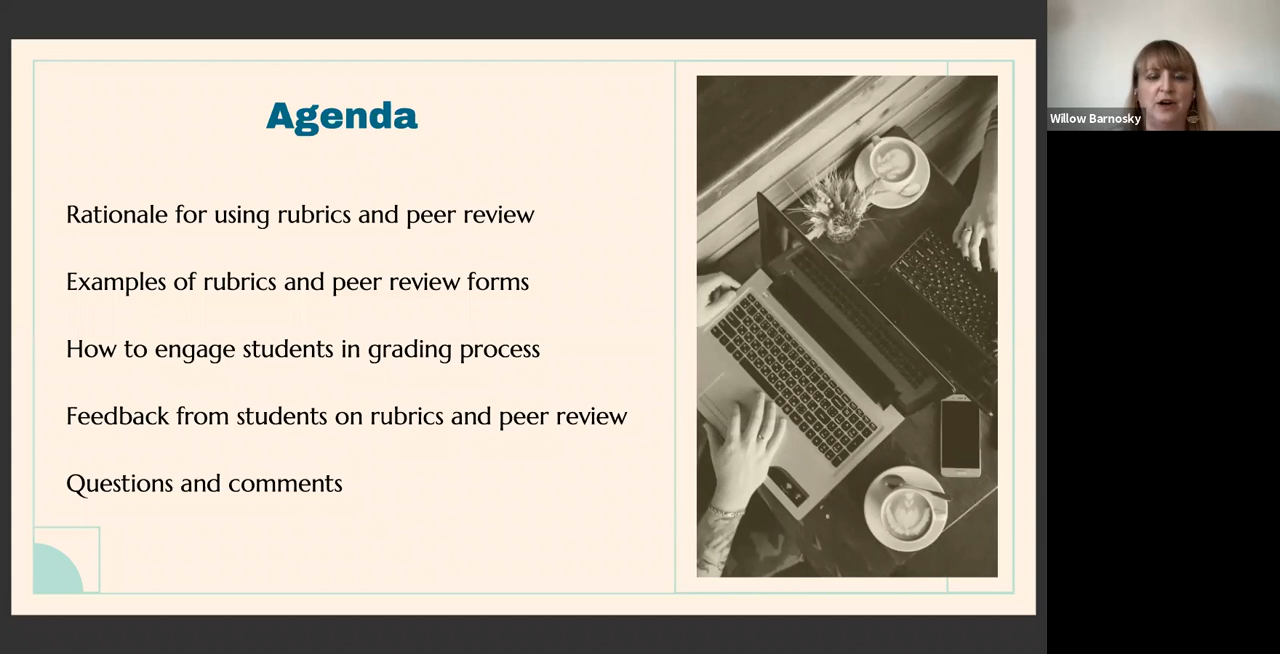 Agenda
Rationale for using rubrics and peer review
Examples of rubrics and peer review forms
How to engage students in grading process
Feedback from students on rubrics and peer review
Questions and comments
Willow Barnosky